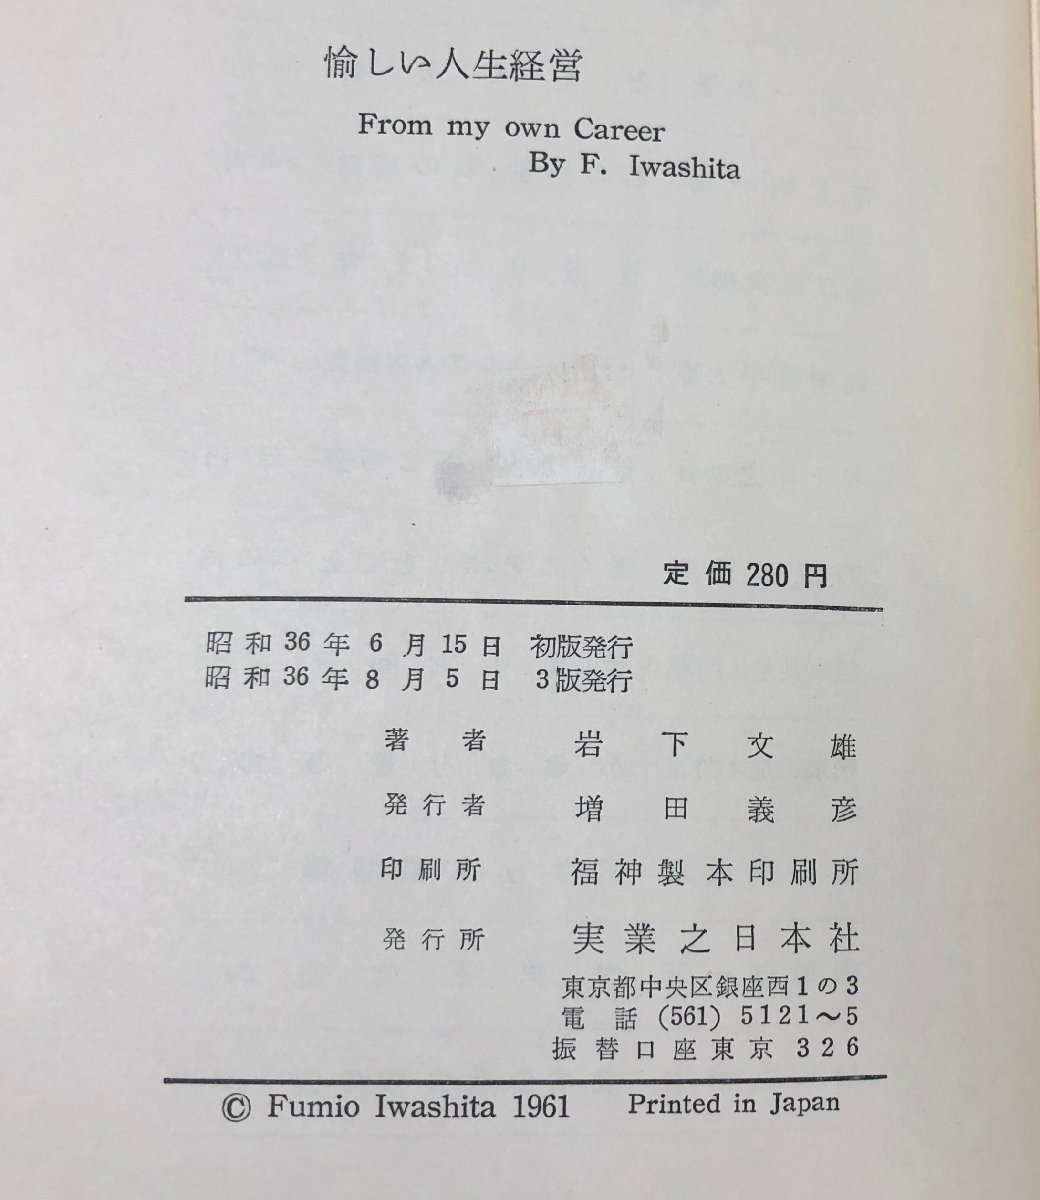 愉しい人生経営
From my own Career
By F. Iwashita
定価 280 円
昭和 36 年 6 月 15 日 初版発行
昭和 36 年 8 月 5 日 3版発行
著者 岩下文雄
発行者 増田義彦
印刷所 福神製本印刷所
発行所 実業之日本社
東京都中央区銀座西1の3
電話 (561) 5121～5
振替口座東京 326
© Fumio Iwashita 1961 Printed in Japan